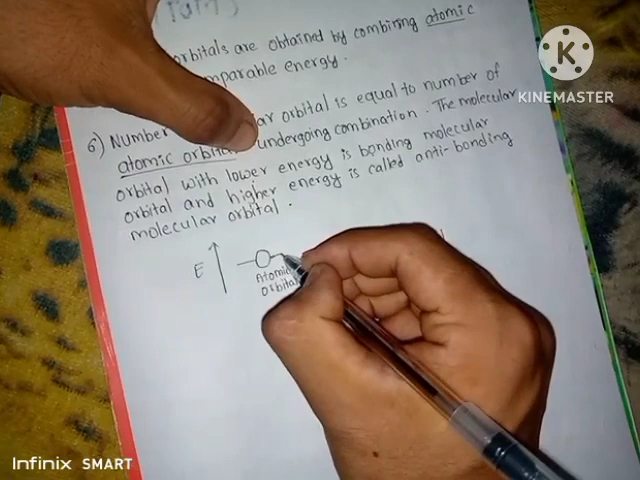 orbitals are obtained by combining atomic
mparable energy.
6) Number ar orbital is equal to number of
atomic orbital undergoing combination. The molecular
orbital with lower energy is bonding molecular
orbital and higher energy is called anti-bonding
molecular orbital.
E
Atomic
orbital
K
KINEMASTER
Infinix SMART